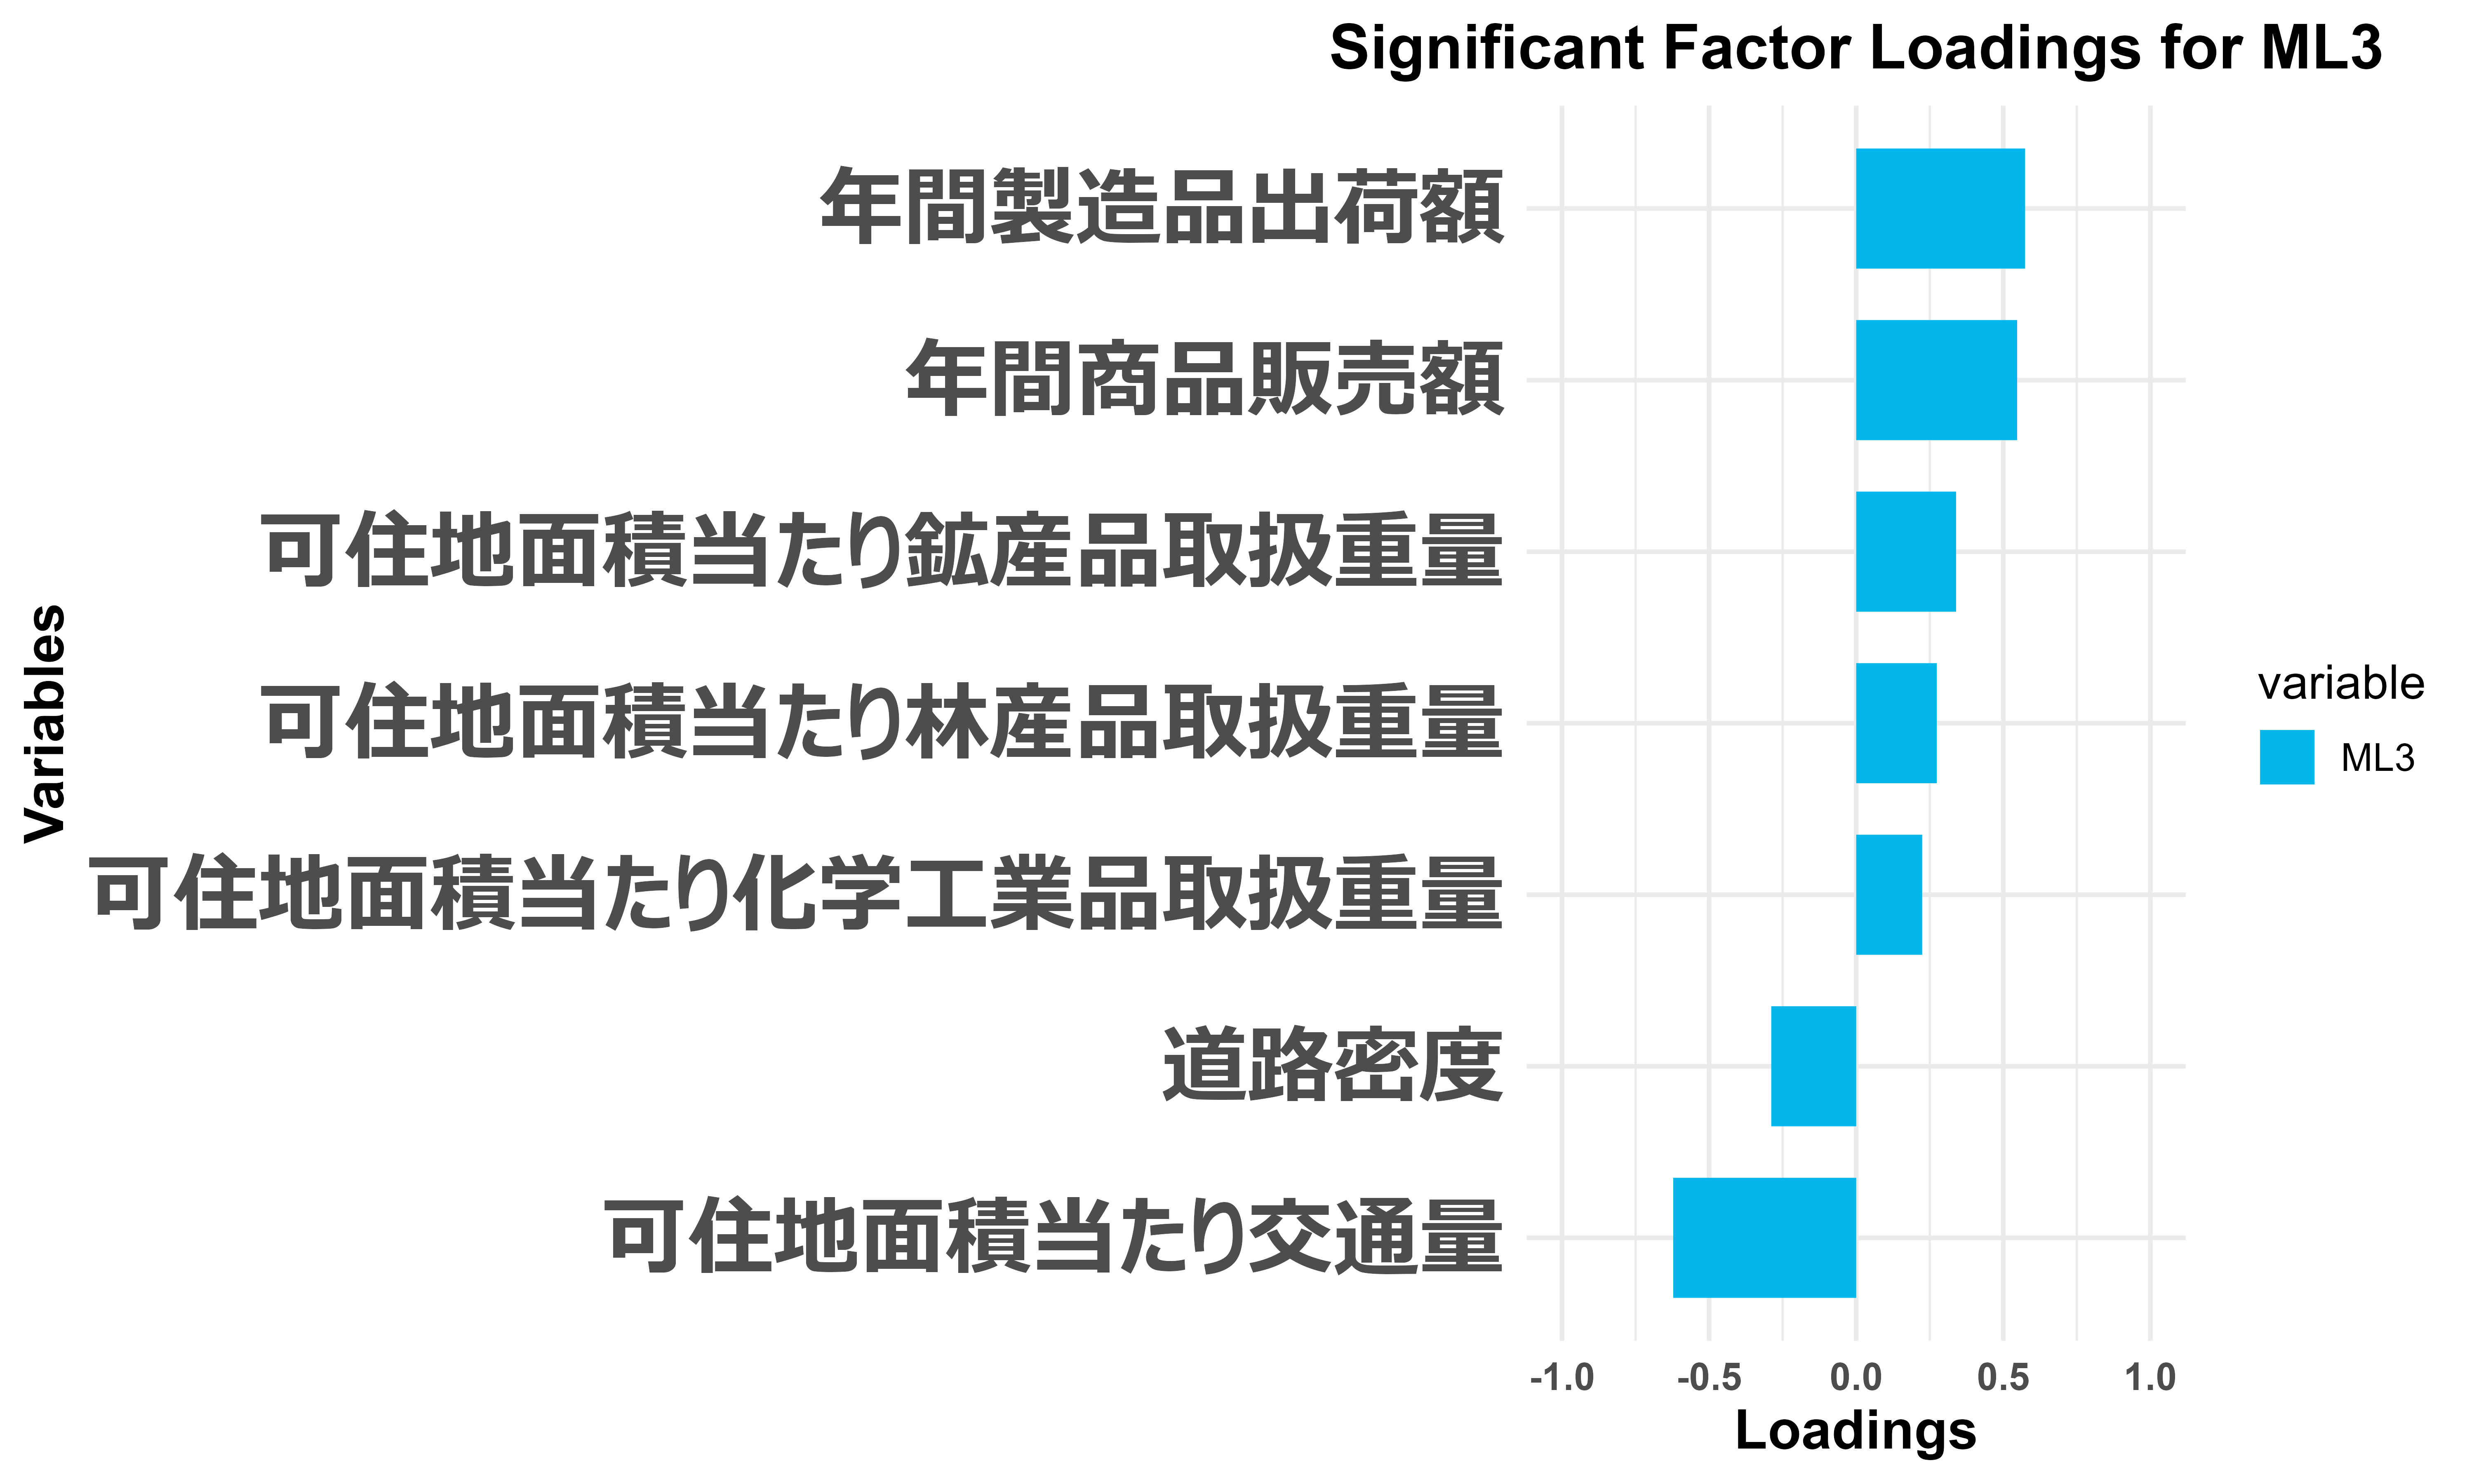 Significant Factor Loadings for ML3
年間製造品出荷額
年間商品販売額
可住地面積当たり鉱産品取扱重量
可住地面積当たり林産品取扱重量
可住地面積当たり化学工業品取扱重量
道路密度
可住地面積当たり交通量
Variables
-1.0 -0.5 0.0 0.5 1.0
Loadings
variable
ML3